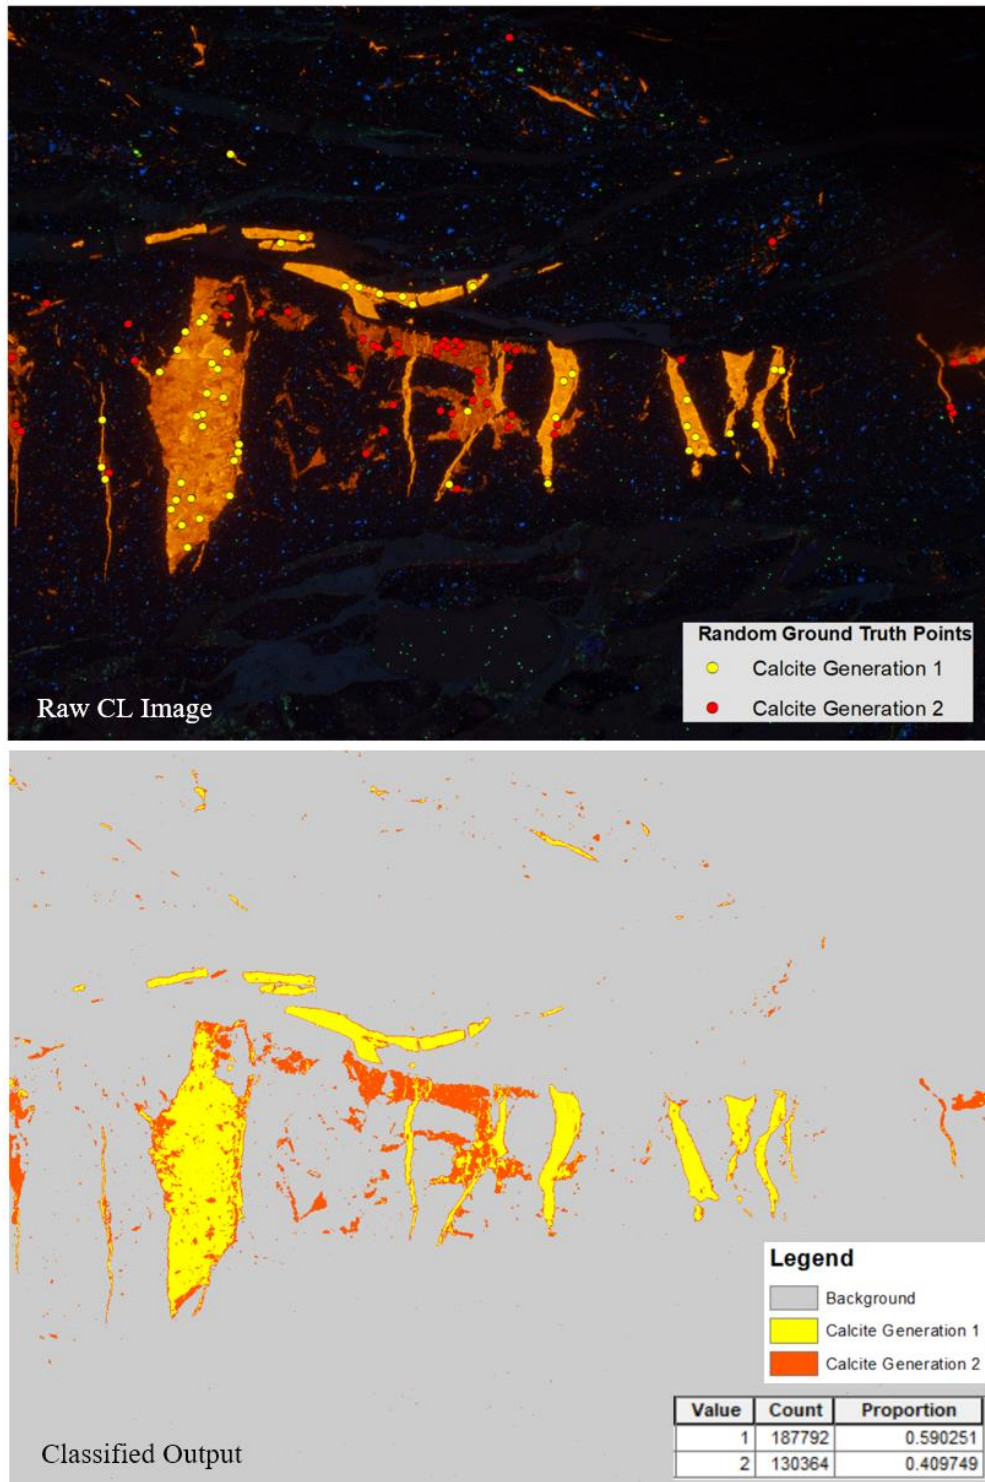 Random Ground Truth Points
Calcite Generation 1
Calcite Generation 2
Raw CL Image
Legend
Background
Calcite Generation 1
Calcite Generation 2
Value Count Proportion
1 187792 0.590251
2 130364 0.409749
Classified Output